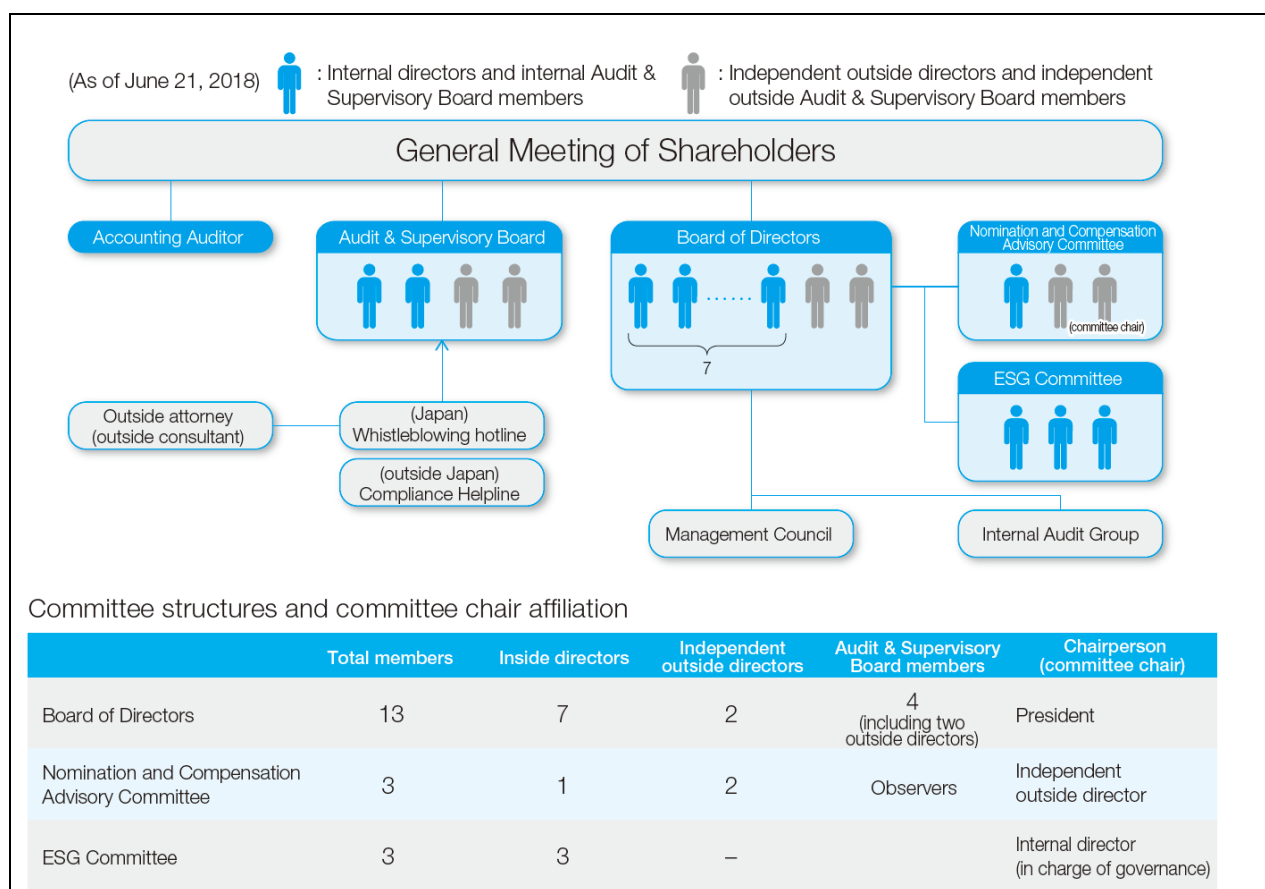 (As of June 21, 2018)
: Internal directors and internal Audit &
Supervisory Board members
: Independent outside directors and independent
outside Audit & Supervisory Board members
General Meeting of Shareholders
Accounting Auditor
Audit & Supervisory Board
Board of Directors
Nomination and Compensation
Advisory Committee
......
(committee chair)
7
ESG Committee
Outside attorney
(outside consultant)
(Japan)
Whistleblowing hotline
(outside Japan)
Compliance Helpline
Management Council
Internal Audit Group
Committee structures and committee chair affiliation
Total members
Inside directors
Independent
outside directors
Audit & Supervisory
Board members
Chairperson
(committee chair)
Board of Directors
13
7
2
4
(including two
outside directors)
President
Nomination and Compensation
Advisory Committee
3
1
2
Observers
Independent
outside director
ESG Committee
3
3
–
Internal director
(in charge of governance)